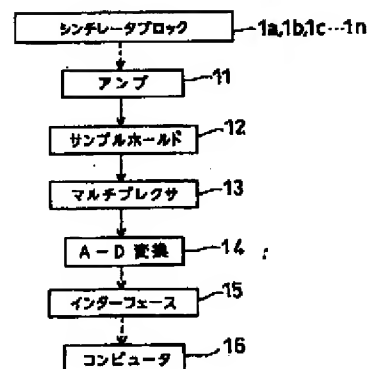 シンチレータブロック 1a,1b,1c…1n
アンプ 11
サンプルホールド 12
マルチプレクサ 13
A-D 変換 14
インターフェース 15
コンピュータ 16